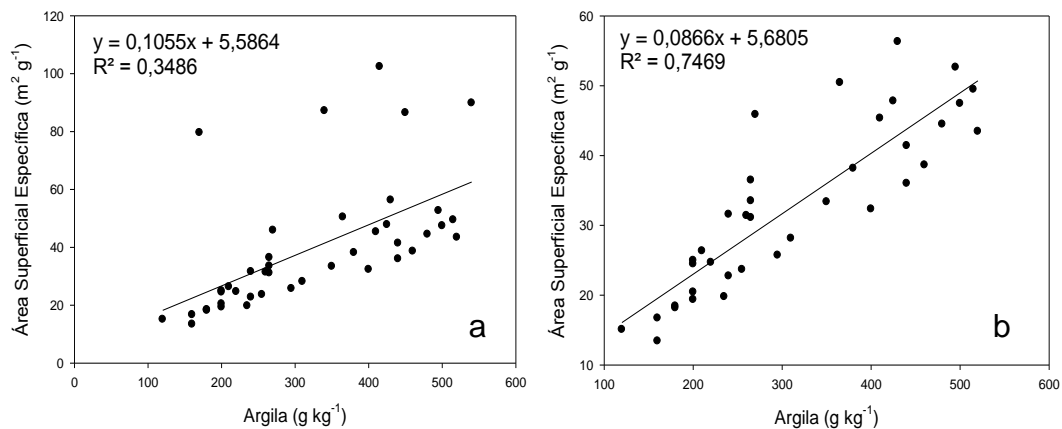 y = 0,1055x + 5,5864
R² = 0,3486
Área Superficial Específica (m² g⁻¹)
120
100
80
60
40
20
0
0
100
200
300
400
500
600
Argila (g kg⁻¹)
a
y = 0,0866x + 5,6805
R² = 0,7469
Área Superficial Específica (m² g⁻¹)
60
50
40
30
20
10
100
200
300
400
500
600
Argila (g kg⁻¹)
b